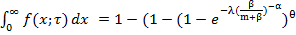 ∫₀^∞ f(x;τ) dx = 1−(1−(1−e^{−λ(β/(m+β))^{−α}})^θ